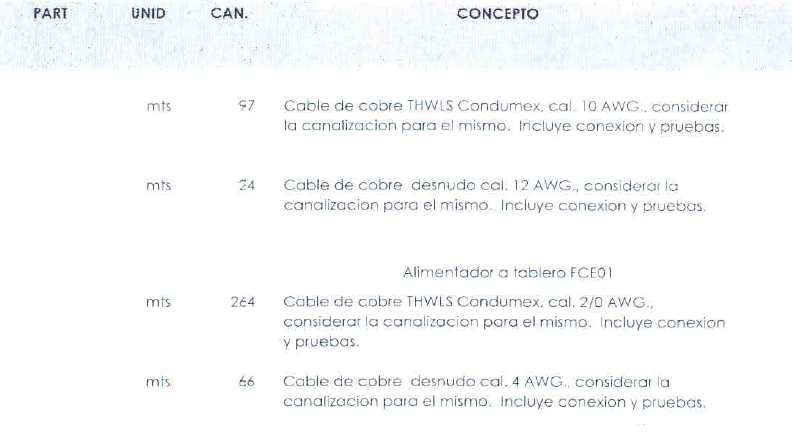 PART UNID CAN. CONCEPTO
mts 97 Cable de cobre THWLS Condumex, cal. 10 AWG., considerar
la canalizacion para el mismo. Incluye conexion y pruebas.
mts 24 Cable de cobre desnudo cal. 12 AWG., considerar la
canalizacion para el mismo. Incluye conexion y pruebas.
Alimentador a tablero FCE01
mts 264 Cable de cobre THWLS Condumex, cal. 2/0 AWG.,
considerar la canalizacion para el mismo. Incluye conexion
y pruebas.
mts 66 Cable de cobre desnudo cal. 4 AWG., considerar la
canalizacion para el mismo. Incluye conexion y pruebas.